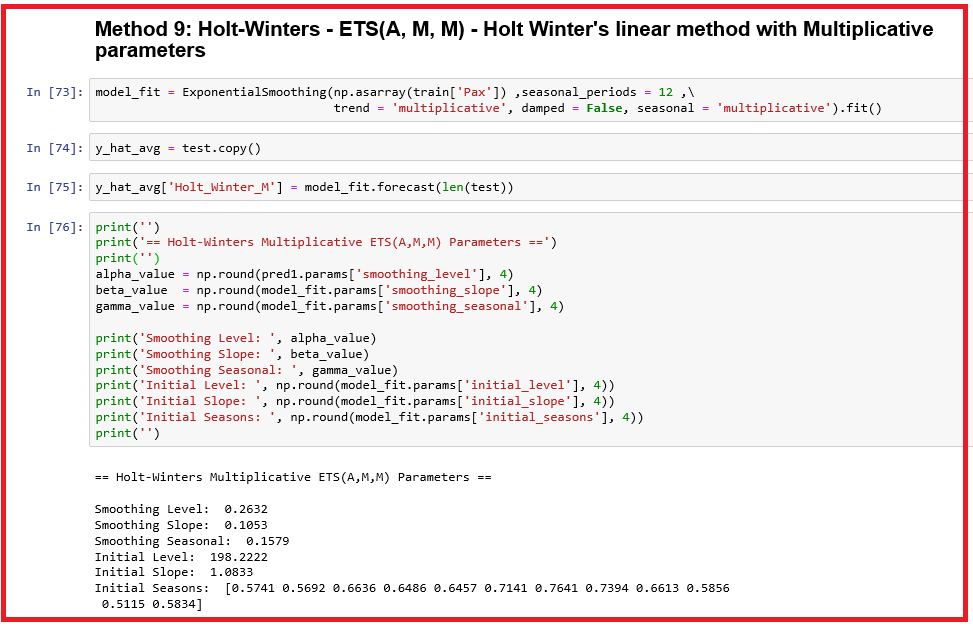 Method 9: Holt-Winters - ETS(A, M, M) - Holt Winter's linear method with Multiplicative
parameters
In [73]: model_fit = ExponentialSmoothing(np.asarray(train['Pax']) ,seasonal_periods = 12 ,\
trend = 'multiplicative', damped = False, seasonal = 'multiplicative').fit()
In [74]: y_hat_avg = test.copy()
In [75]: y_hat_avg['Holt_Winter_M'] = model_fit.forecast(len(test))
In [76]: print('')
print('== Holt-Winters Multiplicative ETS(A,M,M) Parameters ==')
print('')
alpha_value = np.round(pred1.params['smoothing_level'], 4)
beta_value  = np.round(model_fit.params['smoothing_slope'], 4)
gamma_value = np.round(model_fit.params['smoothing_seasonal'], 4)
print('Smoothing Level: ', alpha_value)
print('Smoothing Slope: ', beta_value)
print('Smoothing Seasonal: ', gamma_value)
print('Initial Level: ', np.round(model_fit.params['initial_level'], 4))
print('Initial Slope: ', np.round(model_fit.params['initial_slope'], 4))
print('Initial Seasons: ', np.round(model_fit.params['initial_seasons'], 4))
print('')
== Holt-Winters Multiplicative ETS(A,M,M) Parameters ==
Smoothing Level:  0.2632
Smoothing Slope:  0.1053
Smoothing Seasonal:  0.1579
Initial Level:  198.2222
Initial Slope:  1.0833
Initial Seasons:  [0.5741 0.5692 0.6636 0.6486 0.6457 0.7141 0.7641 0.7394 0.6613 0.5856
0.5115 0.5834]